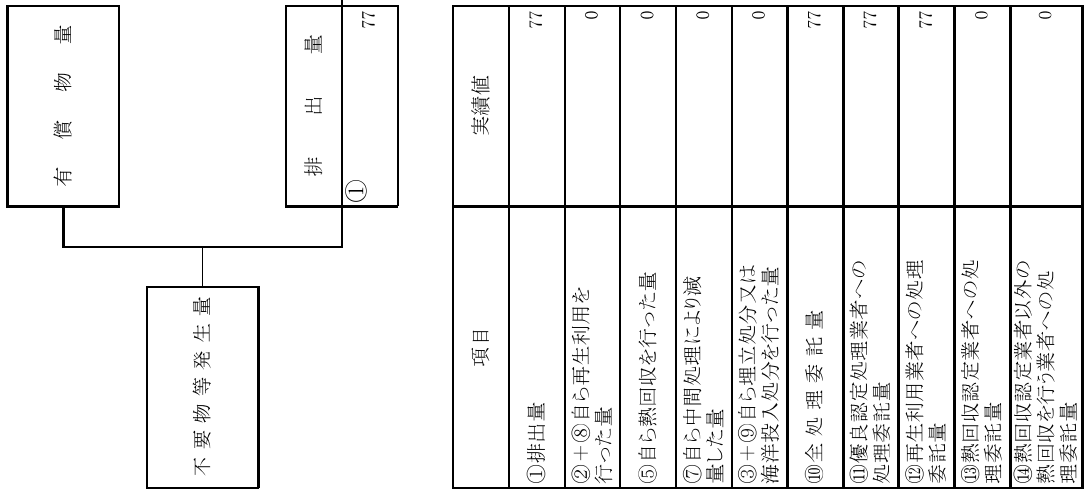 有償物量
不要物等発生量
排出量
① 77
項目 実績値
①排出量 77
②+⑧自ら再生利用を
行った量 0
⑤自ら熱回収を行った量 0
⑦自ら中間処理により減
量した量 0
③+⑨自ら埋立処分又は
海洋投入処分を行った量 0
⑩全処理委託量 77
⑪優良認定処理業者への
処理委託量 77
⑫再生利用業者への処理
委託量 77
⑬熱回収認定業者への処
理委託量 0
⑭熱回収認定業者以外の
熱回収を行う業者への処
理委託量 0